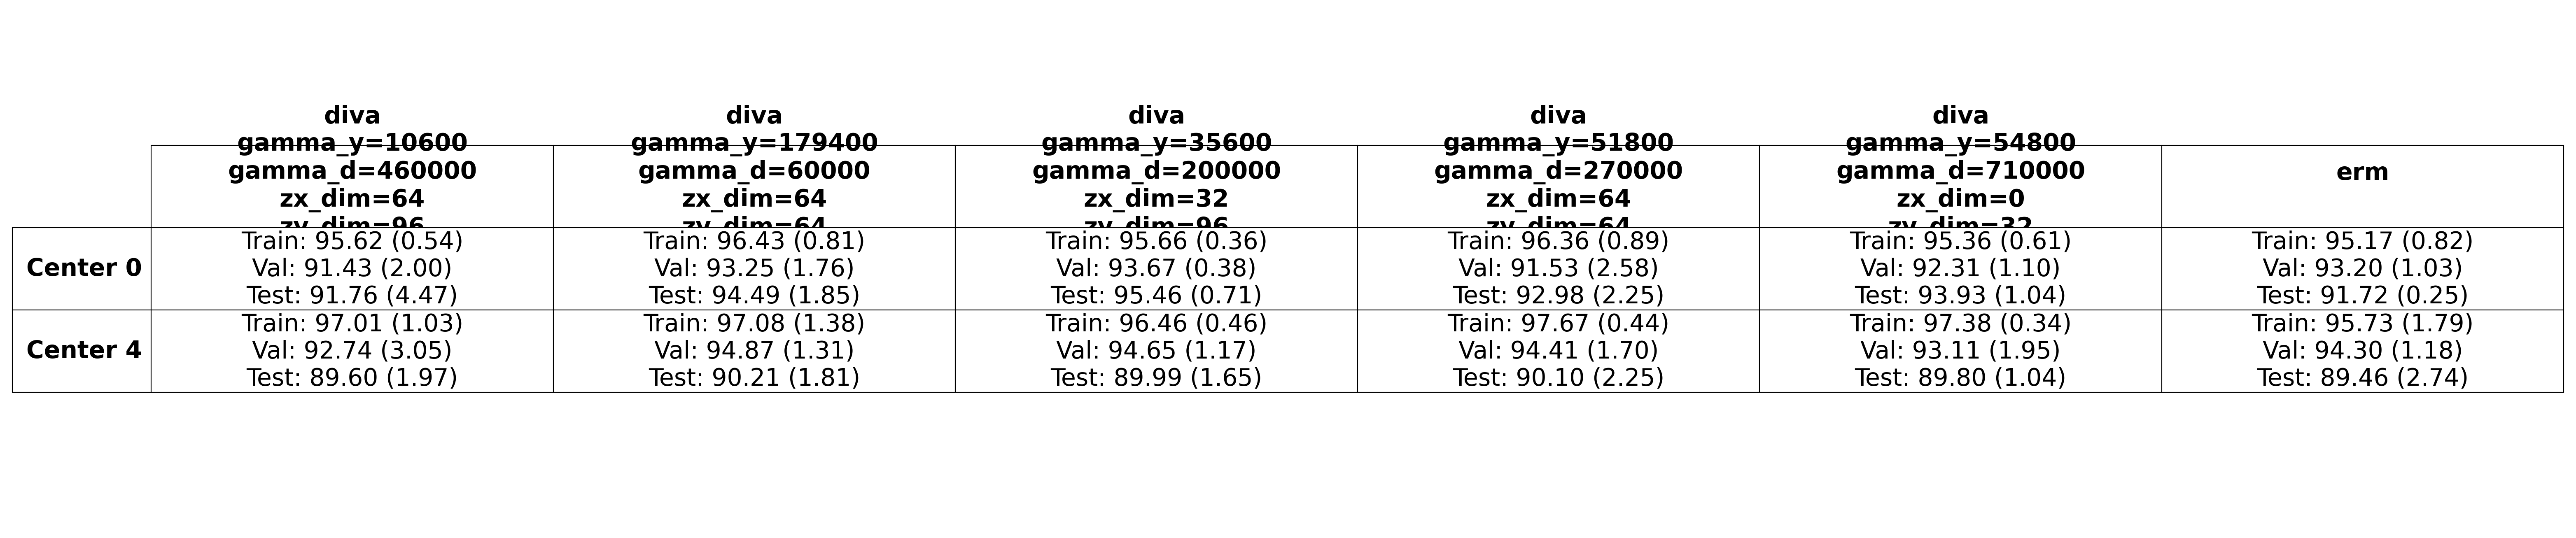 diva
gamma_y=10600
gamma_d=460000
zx_dim=64
zy_dim=96
diva
gamma_y=179400
gamma_d=60000
zx_dim=64
zy_dim=64
diva
gamma_y=35600
gamma_d=200000
zx_dim=32
zy_dim=96
diva
gamma_y=51800
gamma_d=270000
zx_dim=64
zy_dim=64
diva
gamma_y=54800
gamma_d=710000
zx_dim=0
zy_dim=32
erm
Center 0
Train: 95.62 (0.54)
Val: 91.43 (2.00)
Test: 91.76 (4.47)
Train: 96.43 (0.81)
Val: 93.25 (1.76)
Test: 94.49 (1.85)
Train: 95.66 (0.36)
Val: 93.67 (0.38)
Test: 95.46 (0.71)
Train: 96.36 (0.89)
Val: 91.53 (2.58)
Test: 92.98 (2.25)
Train: 95.36 (0.61)
Val: 92.31 (1.10)
Test: 93.93 (1.04)
Train: 95.17 (0.82)
Val: 93.20 (1.03)
Test: 91.72 (0.25)
Center 4
Train: 97.01 (1.03)
Val: 92.74 (3.05)
Test: 89.60 (1.97)
Train: 97.08 (1.38)
Val: 94.87 (1.31)
Test: 90.21 (1.81)
Train: 96.46 (0.46)
Val: 94.65 (1.17)
Test: 89.99 (1.65)
Train: 97.67 (0.44)
Val: 94.41 (1.70)
Test: 90.10 (2.25)
Train: 97.38 (0.34)
Val: 93.11 (1.95)
Test: 89.80 (1.04)
Train: 95.73 (1.79)
Val: 94.30 (1.18)
Test: 89.46 (2.74)